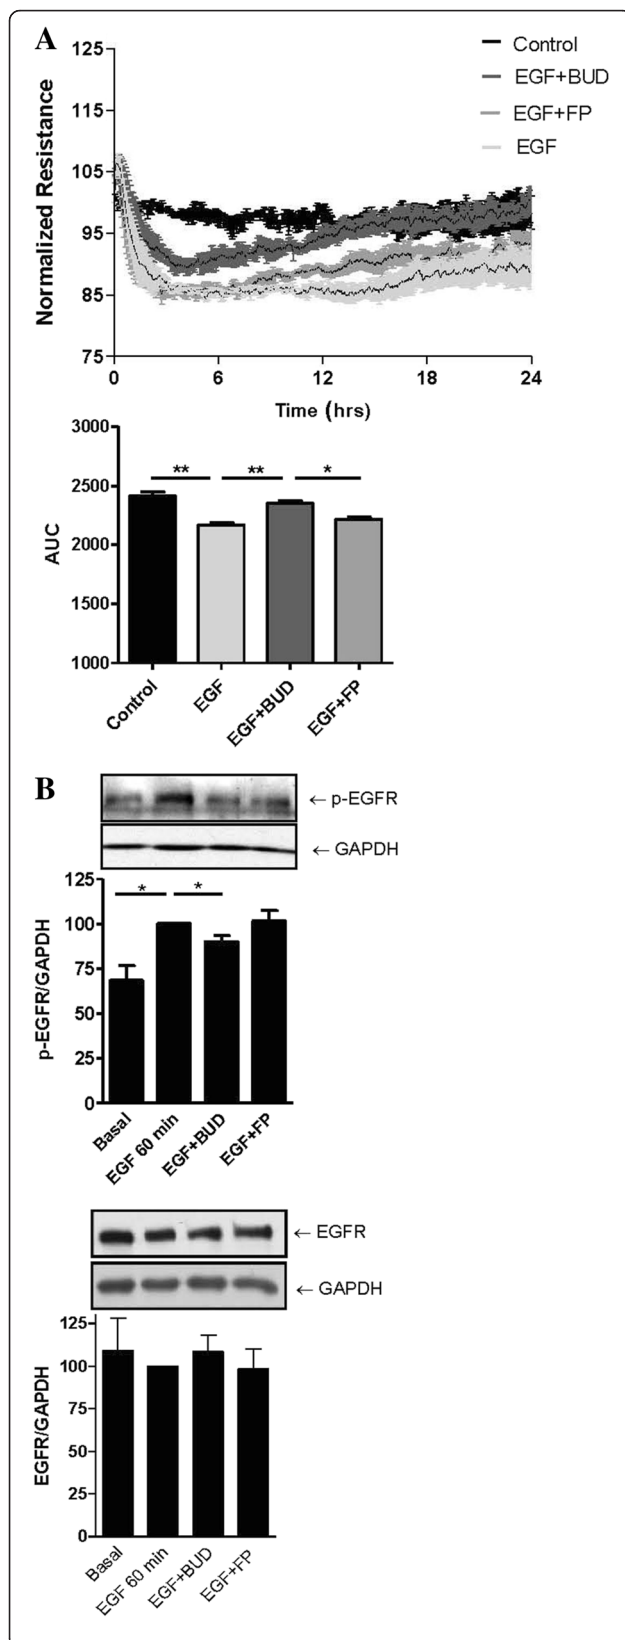 A
125
115
105
95
85
75
Normalized Resistance
Control
EGF+BUD
EGF+FP
EGF
0 6 12 18 24
Time (hrs)
3000
2500
2000
1500
1000
AUC
** ** *
Control EGF EGF+BUD EGF+FP
B
← p-EGFR
← GAPDH
125
100
75
50
25
0
p-EGFR/GAPDH
* *
Basal EGF 60 min EGF+BUD EGF+FP
← EGFR
← GAPDH
125
100
75
50
25
0
EGFR/GAPDH
Basal EGF 60 min EGF+BUD EGF+FP